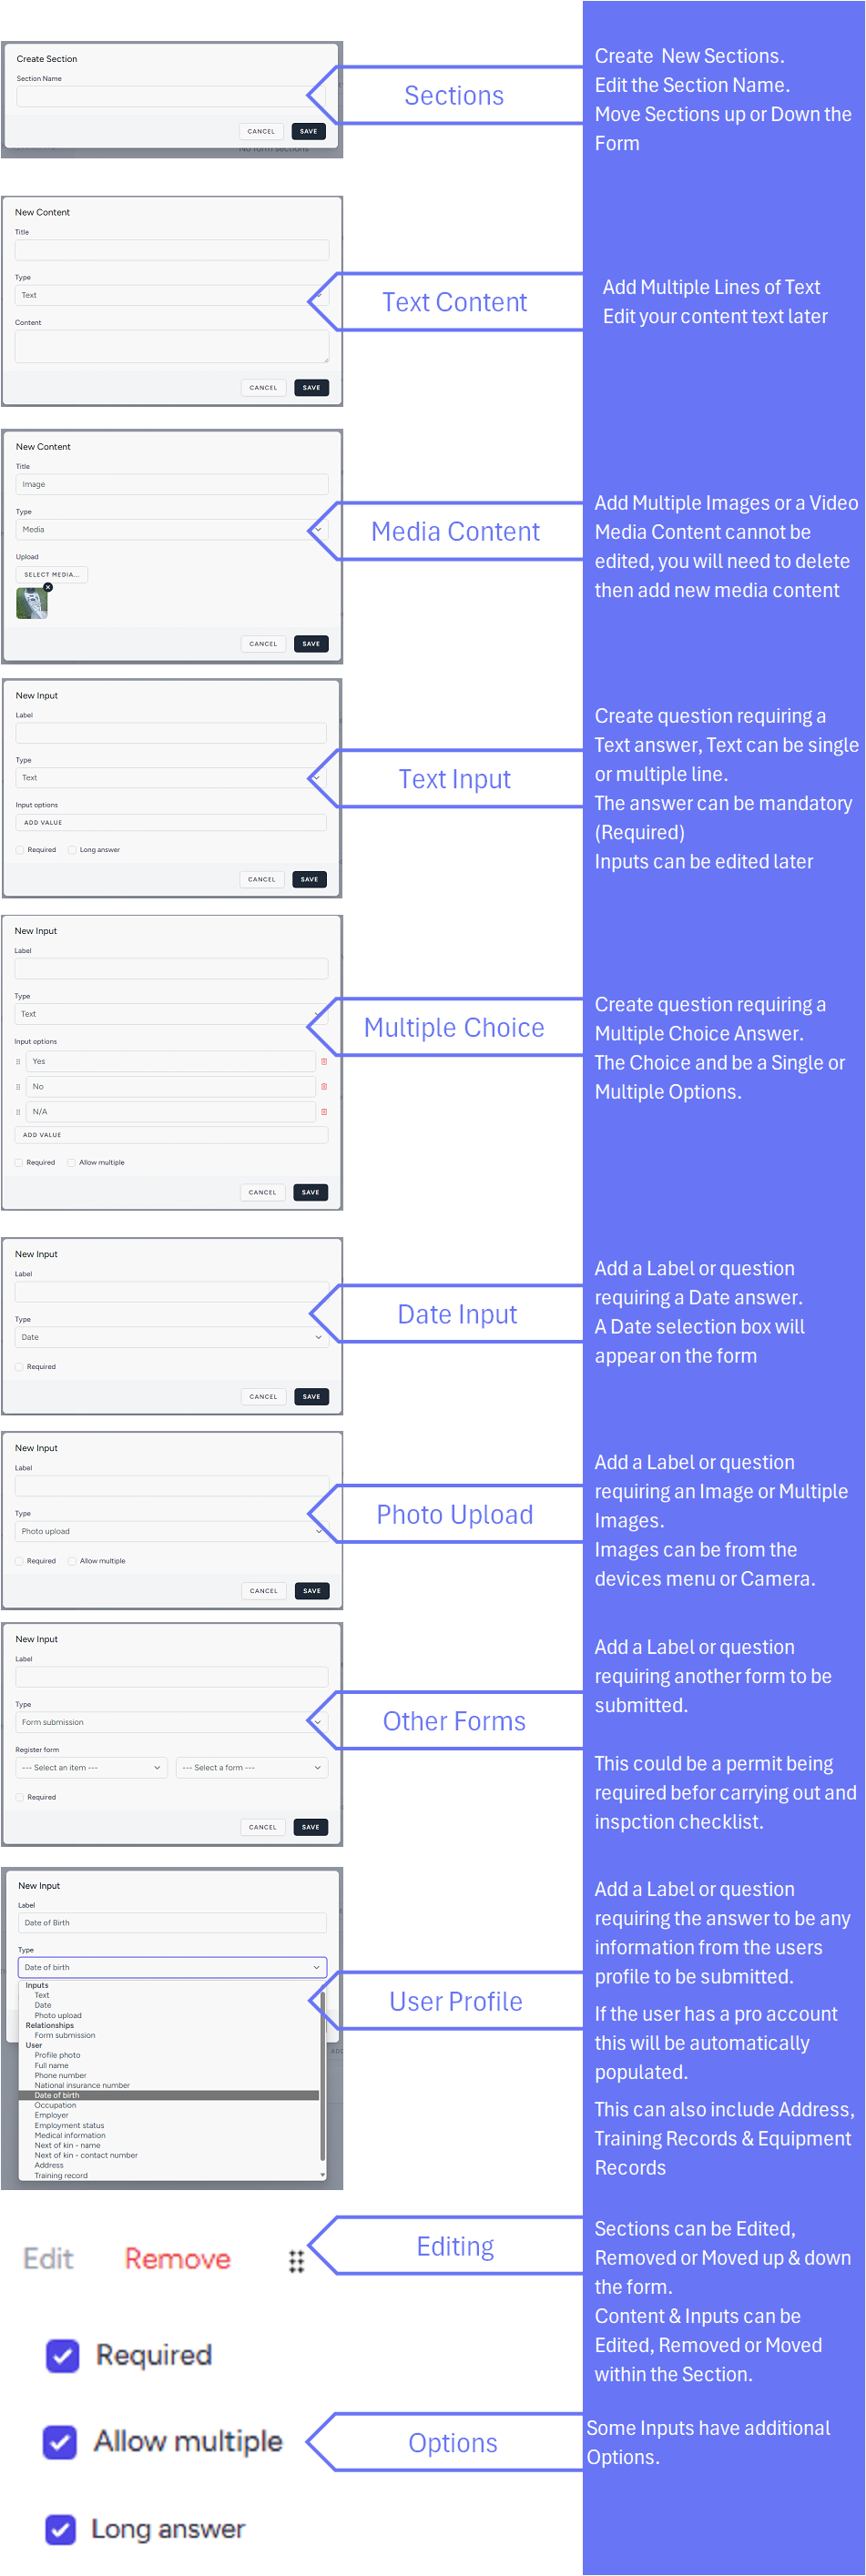 Create Section
Section Name
CANCEL
SAVE
No form sections
Sections
Create New Sections.
Edit the Section Name.
Move Sections up or Down the
Form
New Content
Title
Type
Text
Content
CANCEL
SAVE
Text Content
Add Multiple Lines of Text
Edit your content text later
New Content
Title
Image
Type
Media
Upload
SELECT MEDIA...
CANCEL
SAVE
Media Content
Add Multiple Images or a Video
Media Content cannot be
edited, you will need to delete
then add new media content
New Input
Label
Type
Text
Input options
ADD VALUE
Required
Long answer
CANCEL
SAVE
Text Input
Create question requiring a
Text answer, Text can be single
or multiple line.
The answer can be mandatory
(Required)
Inputs can be edited later
New Input
Label
Type
Text
Input options
Yes
No
N/A
ADD VALUE
Required
Allow multiple
CANCEL
SAVE
Multiple Choice
Create question requiring a
Multiple Choice Answer.
The Choice and be a Single or
Multiple Options.
New Input
Label
Type
Date
Required
CANCEL
SAVE
Date Input
Add a Label or question
requiring a Date answer.
A Date selection box will
appear on the form
New Input
Label
Type
Photo upload
Required
Allow multiple
CANCEL
SAVE
Photo Upload
Add a Label or question
requiring an Image or Multiple
Images.
Images can be from the
devices menu or Camera.
New Input
Label
Type
Form submission
Register form
--- Select an item ---
--- Select a form ---
Required
CANCEL
SAVE
Other Forms
Add a Label or question
requiring another form to be
submitted.
This could be a permit being
required befor carrying out and
inspction checklist.
New Input
Label
Date of Birth
Type
Date of birth
Inputs
Text
Date
Photo upload
Relationships
Form submission
User
Profile photo
Full name
Phone number
National insurance number
Date of birth
Occupation
Employer
Employment status
Medical information
Next of kin - name
Next of kin - contact number
Address
Training record
ADD
User Profile
Add a Label or question
requiring the answer to be any
information from the users
profile to be submitted.
If the user has a pro account
this will be automatically
populated.
This can also include Address,
Training Records & Equipment
Records
Edit
Remove
Editing
Sections can be Edited,
Removed or Moved up & down
the form.
Content & Inputs can be
Edited, Removed or Moved
within the Section.
Required
Allow multiple
Long answer
Options
Some Inputs have additional
Options.